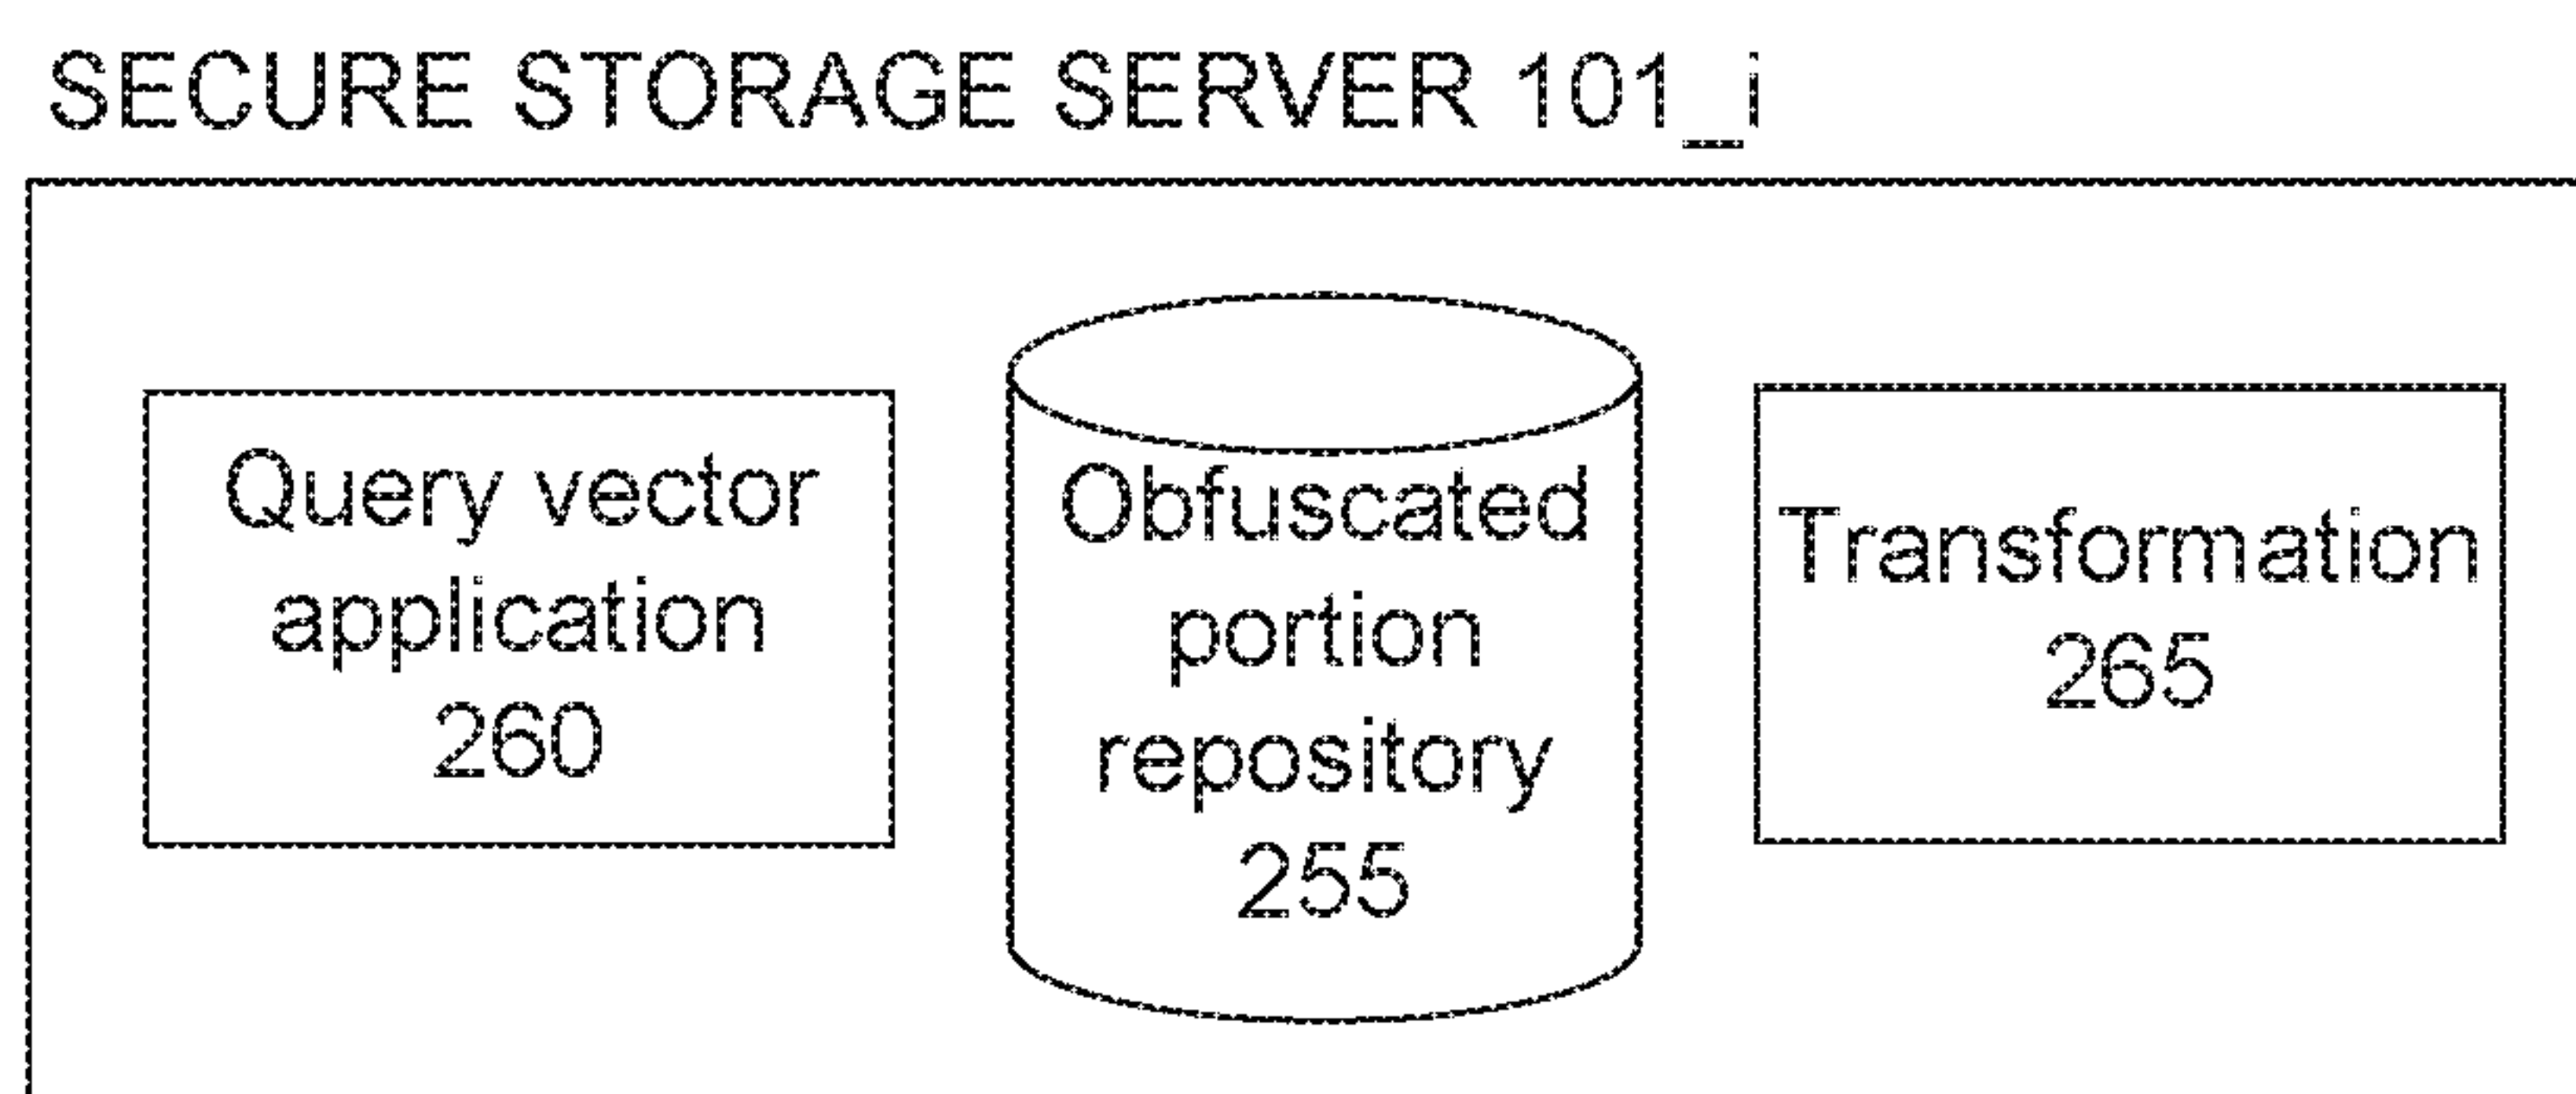 SECURE STORAGE SERVER 101_i
Query vector
application
260
Obfuscated
portion
repository
255
Transformation
265